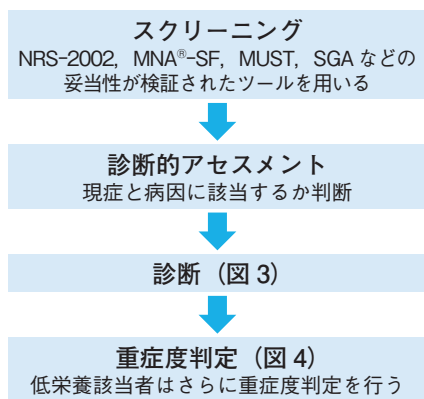 スクリーニング
NRS-2002,MNA®-SF,MUST,SGA などの
妥当性が検証されたツールを用いる
診断的アセスメント
現症と病因に該当するか判断
診断(図 3)
重症度判定(図 4)
低栄養該当者はさらに重症度判定を行う